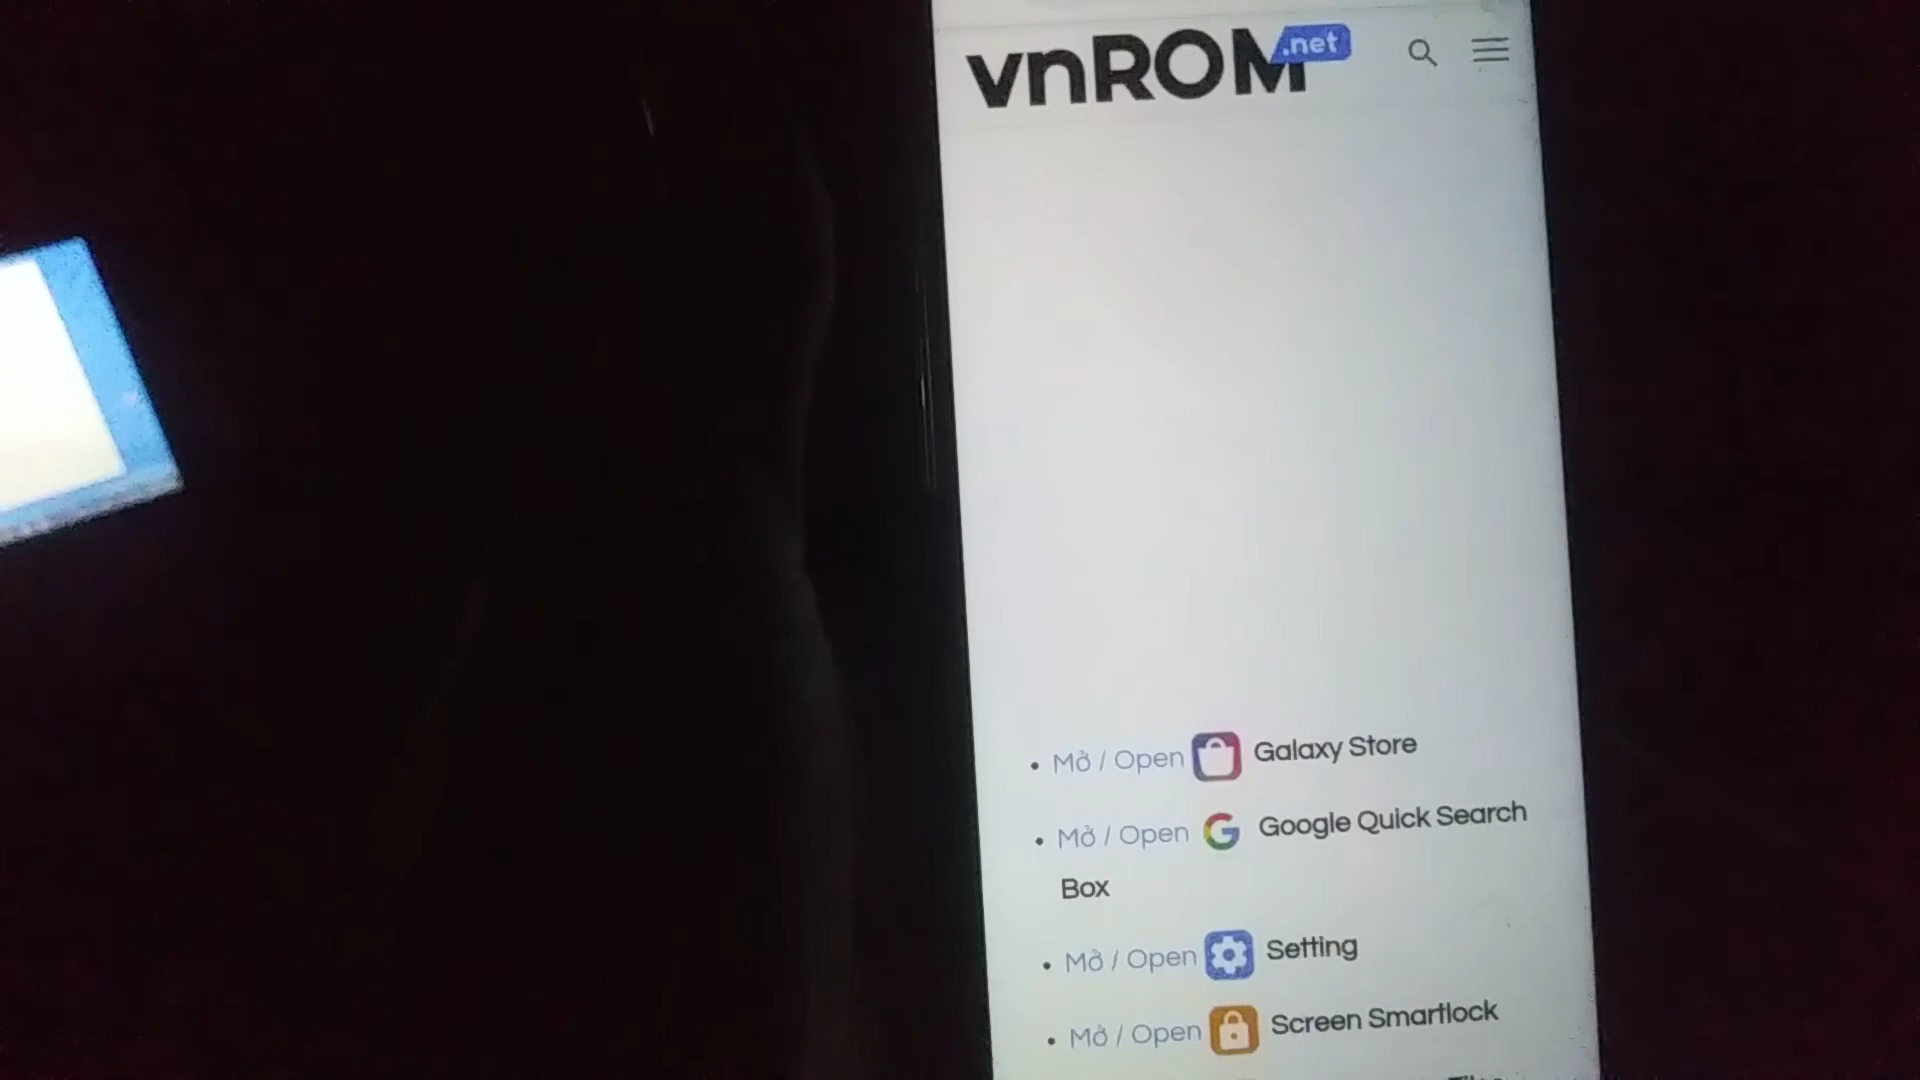 vnROM.net
Mở / Open Galaxy Store
Mở / Open Google Quick Search
Box
Mở / Open Setting
Mở / Open Screen Smartlock